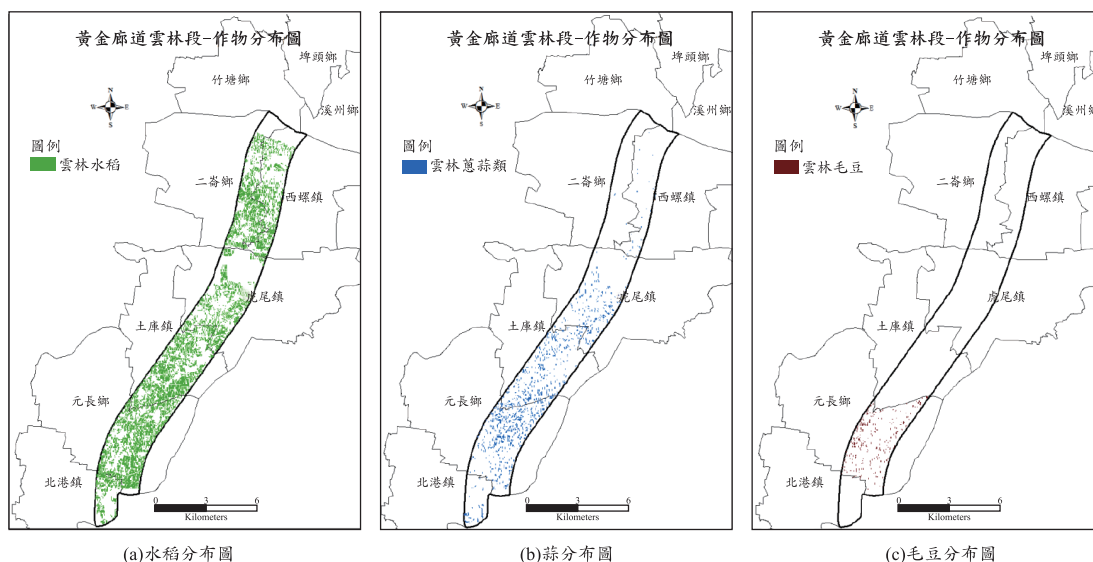 黃金廊道雲林段-作物分布圖
埤頭鄉
竹塘鄉
溪州鄉
N
W
E
S
圖例
雲林水稻
二崙鄉
西螺鎮
虎尾鎮
土庫鎮
元長鄉
北港鎮
0 3 6
Kilometers
(a)水稻分布圖
黃金廊道雲林段-作物分布圖
埤頭鄉
竹塘鄉
溪州鄉
N
W
E
S
圖例
雲林蔥蒜類
二崙鄉
西螺鎮
虎尾鎮
土庫鎮
元長鄉
北港鎮
0 3 6
Kilometers
(b)蒜分布圖
黃金廊道雲林段-作物分布圖
埤頭鄉
竹塘鄉
溪州鄉
N
W
E
S
圖例
雲林毛豆
二崙鄉
西螺鎮
虎尾鎮
土庫鎮
元長鄉
北港鎮
0 3 6
Kilometers
(c)毛豆分布圖